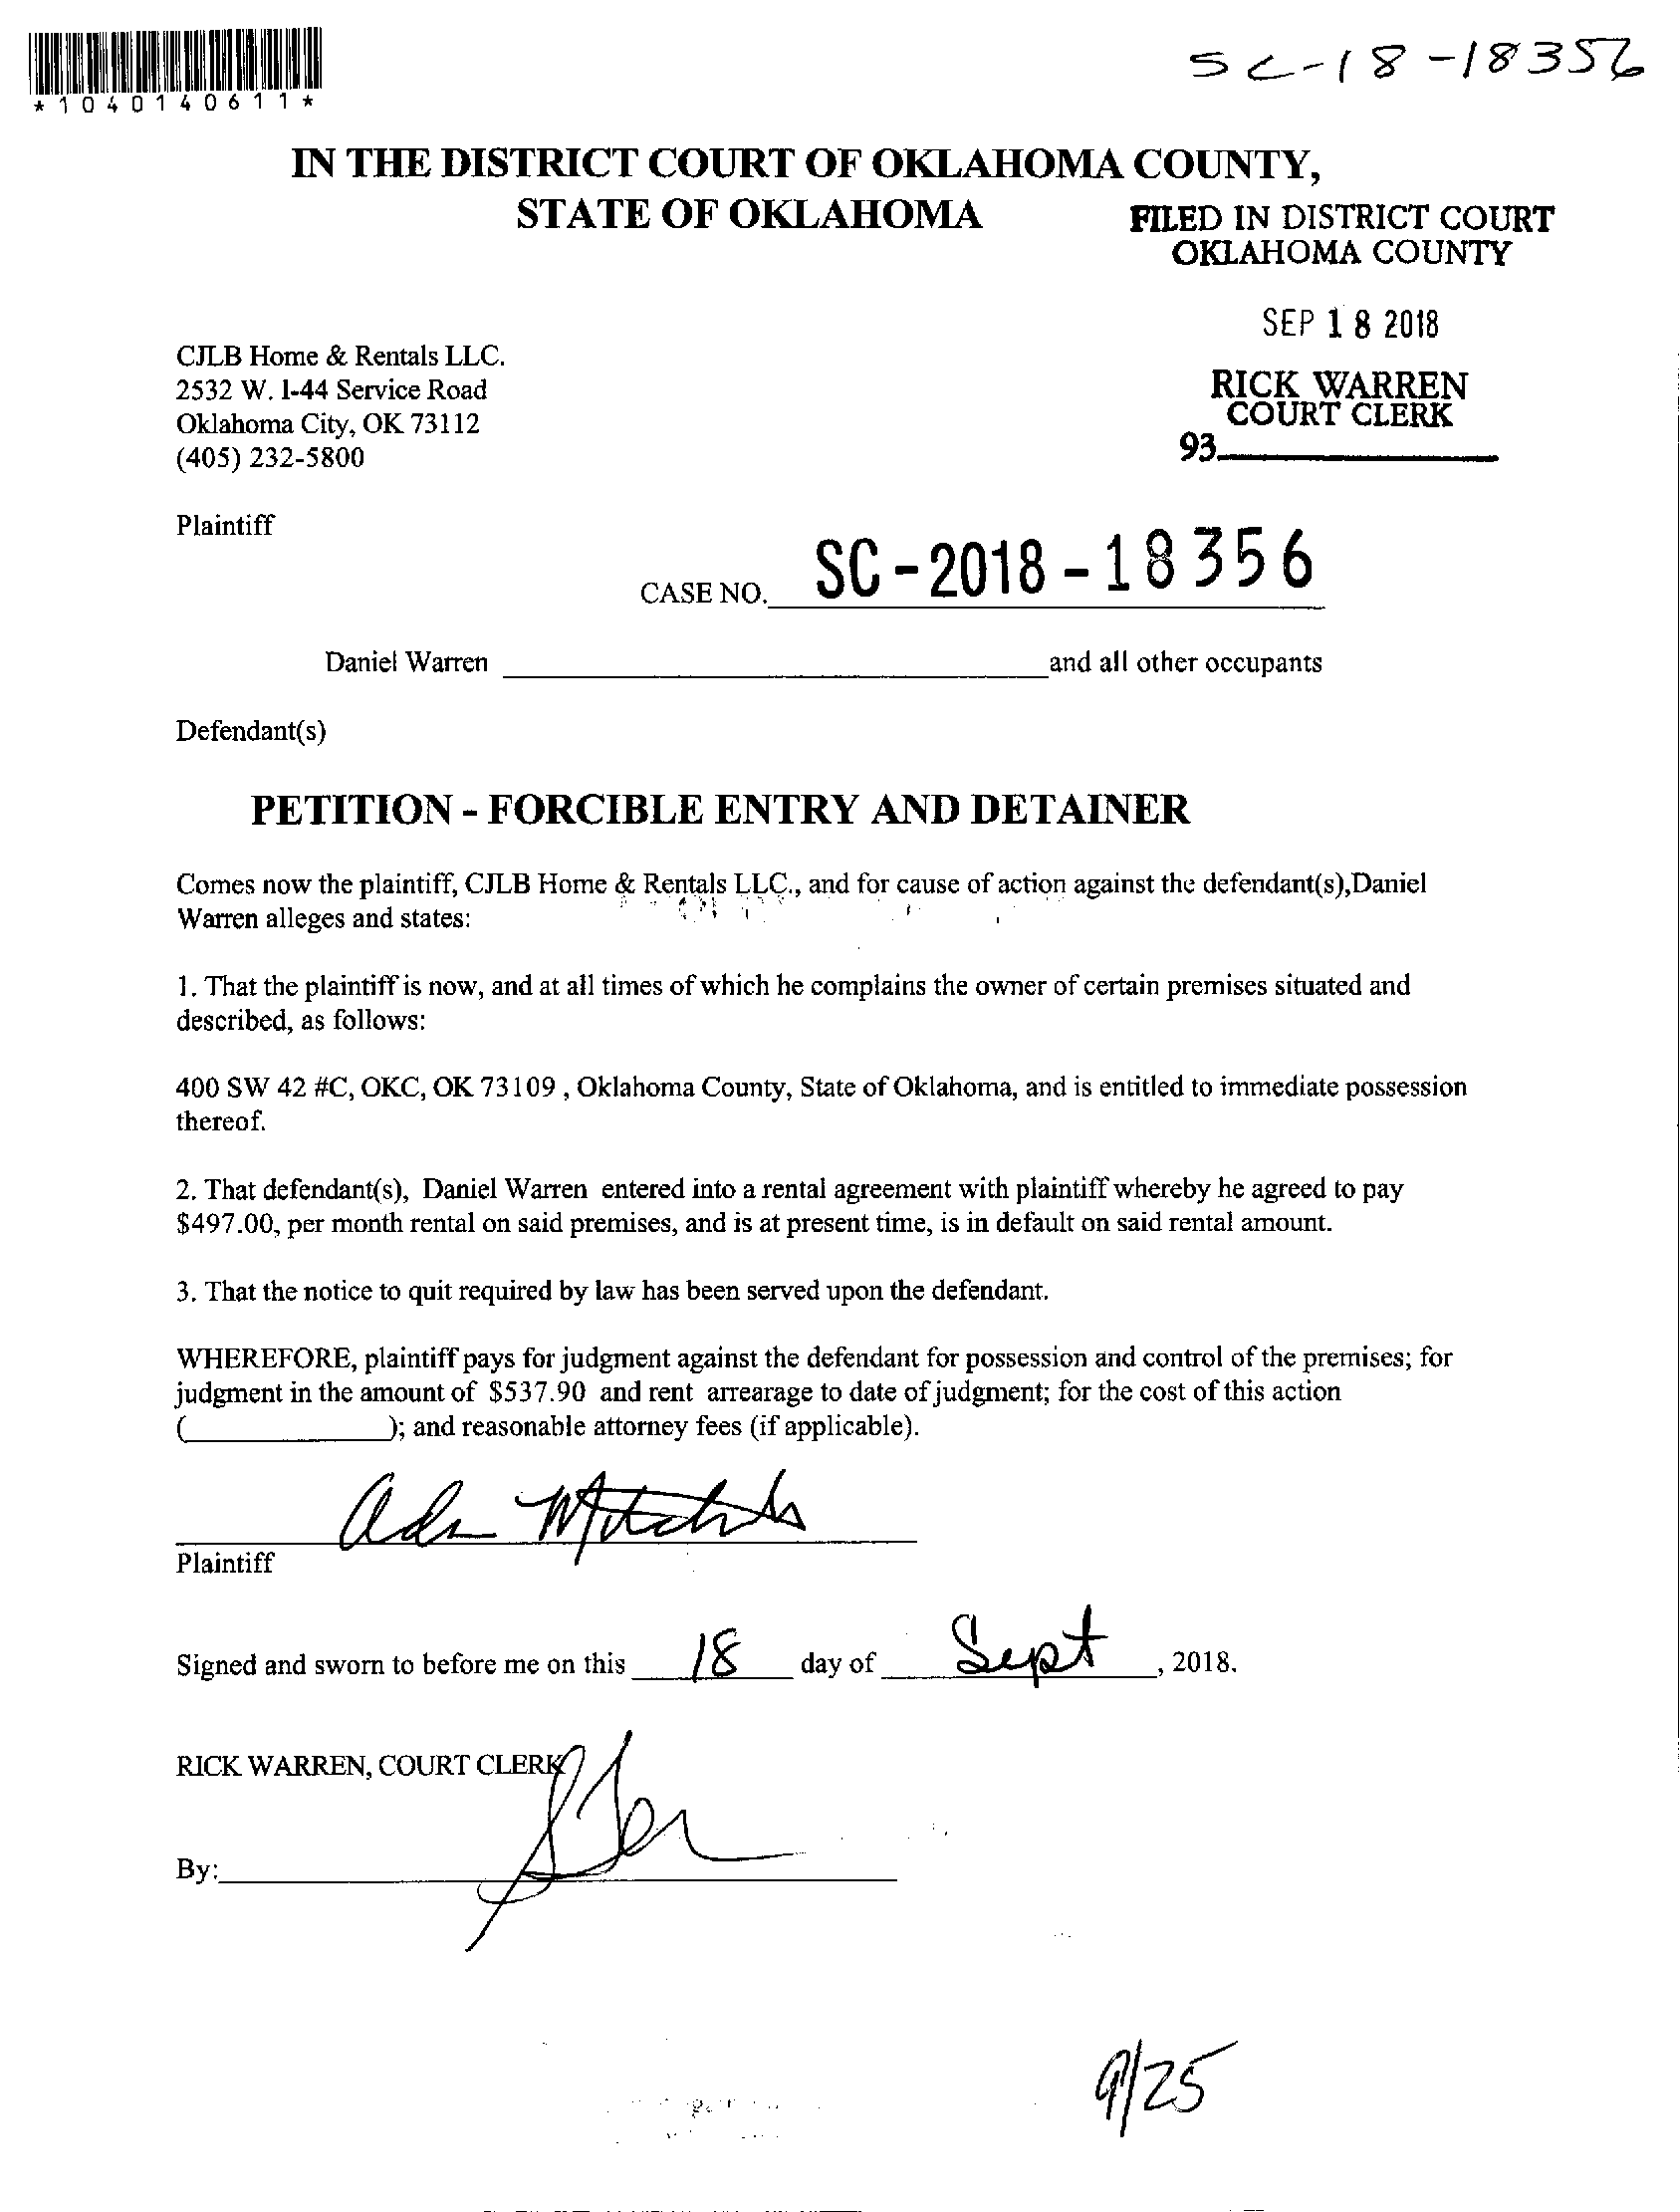 SC-18-18356
*1040140611*
IN THE DISTRICT COURT OF OKLAHOMA COUNTY,
STATE OF OKLAHOMA
FILED IN DISTRICT COURT
OKLAHOMA COUNTY
SEP 18 2018
RICK WARREN
COURT CLERK
93
CJLB Home & Rentals LLC.
2532 W. I-44 Service Road
Oklahoma City, OK 73112
(405) 232-5800
Plaintiff
CASE NO. SC-2018-18356
Daniel Warren and all other occupants
Defendant(s)
PETITION - FORCIBLE ENTRY AND DETAINER
Comes now the plaintiff, CJLB Home & Rentals LLC., and for cause of action against the defendant(s),Daniel
Warren alleges and states:
1. That the plaintiff is now, and at all times of which he complains the owner of certain premises situated and
described, as follows:
400 SW 42 #C, OKC, OK 73109 , Oklahoma County, State of Oklahoma, and is entitled to immediate possession
thereof.
2. That defendant(s), Daniel Warren entered into a rental agreement with plaintiff whereby he agreed to pay
$497.00, per month rental on said premises, and is at present time, is in default on said rental amount.
3. That the notice to quit required by law has been served upon the defendant.
WHEREFORE, plaintiff pays for judgment against the defendant for possession and control of the premises; for
judgment in the amount of $537.90 and rent arrearage to date of judgment; for the cost of this action
(                ); and reasonable attorney fees (if applicable).
Plaintiff
Signed and sworn to before me on this 18 day of Sept, 2018.
RICK WARREN, COURT CLERK
By:
9/25